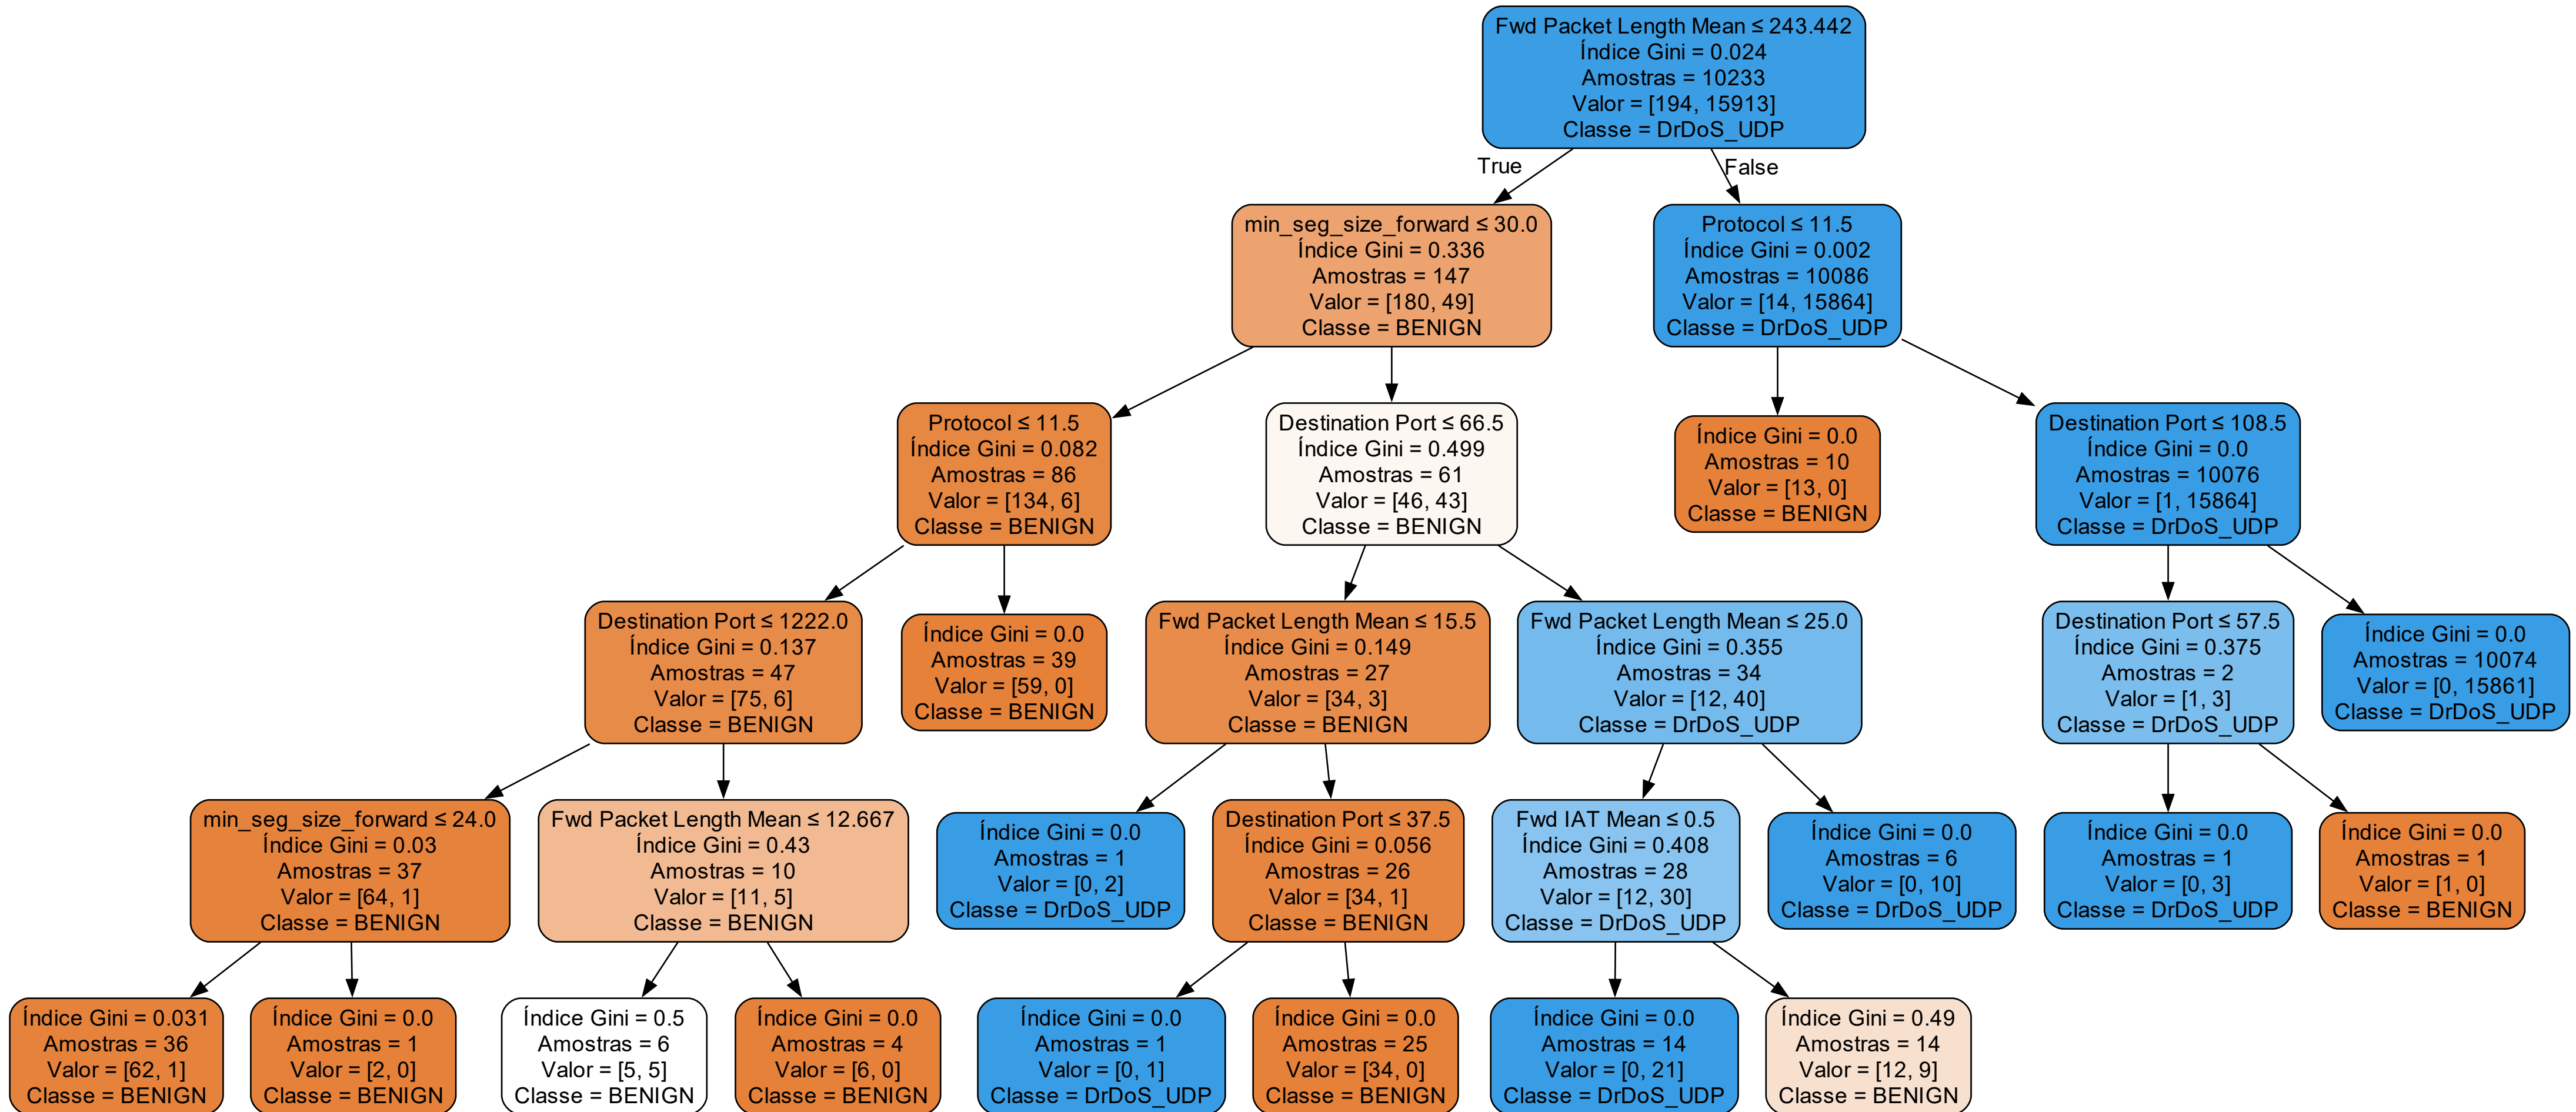 Fwd Packet Length Mean ≤ 243.442
Índice Gini = 0.024
Amostras = 10233
Valor = [194, 15913]
Classe = DrDoS_UDP
True
False
min_seg_size_forward ≤ 30.0
Índice Gini = 0.336
Amostras = 147
Valor = [180, 49]
Classe = BENIGN
Protocol ≤ 11.5
Índice Gini = 0.002
Amostras = 10086
Valor = [14, 15864]
Classe = DrDoS_UDP
Protocol ≤ 11.5
Índice Gini = 0.082
Amostras = 86
Valor = [134, 6]
Classe = BENIGN
Destination Port ≤ 66.5
Índice Gini = 0.499
Amostras = 61
Valor = [46, 43]
Classe = BENIGN
Índice Gini = 0.0
Amostras = 10
Valor = [13, 0]
Classe = BENIGN
Destination Port ≤ 108.5
Índice Gini = 0.0
Amostras = 10076
Valor = [1, 15864]
Classe = DrDoS_UDP
Destination Port ≤ 1222.0
Índice Gini = 0.137
Amostras = 47
Valor = [75, 6]
Classe = BENIGN
Índice Gini = 0.0
Amostras = 39
Valor = [59, 0]
Classe = BENIGN
Fwd Packet Length Mean ≤ 15.5
Índice Gini = 0.149
Amostras = 27
Valor = [34, 3]
Classe = BENIGN
Fwd Packet Length Mean ≤ 25.0
Índice Gini = 0.355
Amostras = 34
Valor = [12, 40]
Classe = DrDoS_UDP
Destination Port ≤ 57.5
Índice Gini = 0.375
Amostras = 2
Valor = [1, 3]
Classe = DrDoS_UDP
Índice Gini = 0.0
Amostras = 10074
Valor = [0, 15861]
Classe = DrDoS_UDP
min_seg_size_forward ≤ 24.0
Índice Gini = 0.03
Amostras = 37
Valor = [64, 1]
Classe = BENIGN
Fwd Packet Length Mean ≤ 12.667
Índice Gini = 0.43
Amostras = 10
Valor = [11, 5]
Classe = BENIGN
Índice Gini = 0.0
Amostras = 1
Valor = [0, 2]
Classe = DrDoS_UDP
Destination Port ≤ 37.5
Índice Gini = 0.056
Amostras = 26
Valor = [34, 1]
Classe = BENIGN
Fwd IAT Mean ≤ 0.5
Índice Gini = 0.408
Amostras = 28
Valor = [12, 30]
Classe = DrDoS_UDP
Índice Gini = 0.0
Amostras = 6
Valor = [0, 10]
Classe = DrDoS_UDP
Índice Gini = 0.0
Amostras = 1
Valor = [0, 3]
Classe = DrDoS_UDP
Índice Gini = 0.0
Amostras = 1
Valor = [1, 0]
Classe = BENIGN
Índice Gini = 0.031
Amostras = 36
Valor = [62, 1]
Classe = BENIGN
Índice Gini = 0.0
Amostras = 1
Valor = [2, 0]
Classe = BENIGN
Índice Gini = 0.5
Amostras = 6
Valor = [5, 5]
Classe = BENIGN
Índice Gini = 0.0
Amostras = 4
Valor = [6, 0]
Classe = BENIGN
Índice Gini = 0.0
Amostras = 1
Valor = [0, 1]
Classe = DrDoS_UDP
Índice Gini = 0.0
Amostras = 25
Valor = [34, 0]
Classe = BENIGN
Índice Gini = 0.0
Amostras = 14
Valor = [0, 21]
Classe = DrDoS_UDP
Índice Gini = 0.49
Amostras = 14
Valor = [12, 9]
Classe = BENIGN